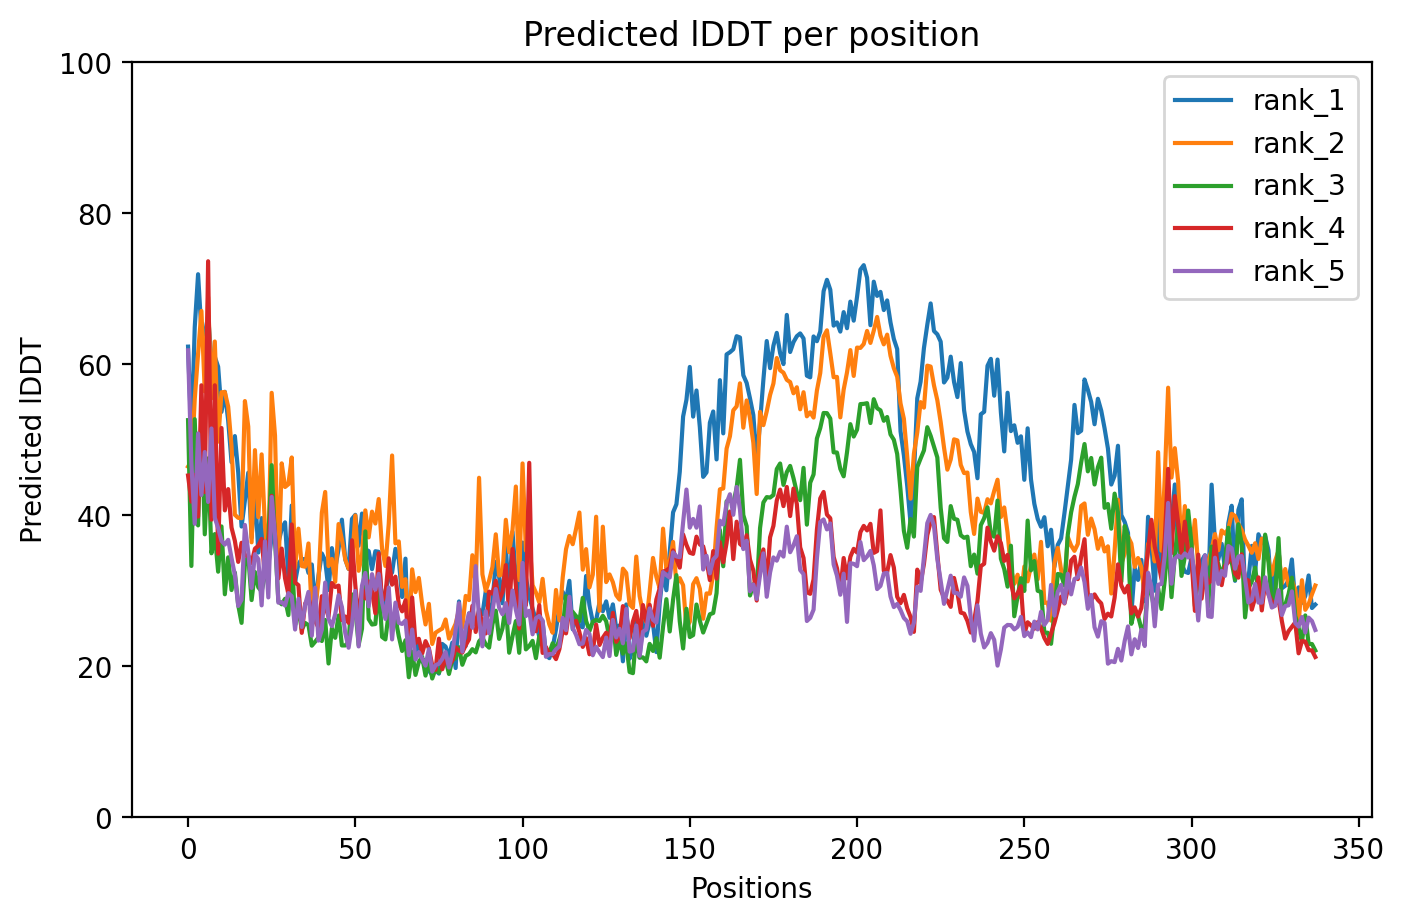 Predicted lDDT per position
100
80
60
40
20
0
Predicted lDDT
0 50 100 150 200 250 300 350
Positions
rank_1
rank_2
rank_3
rank_4
rank_5